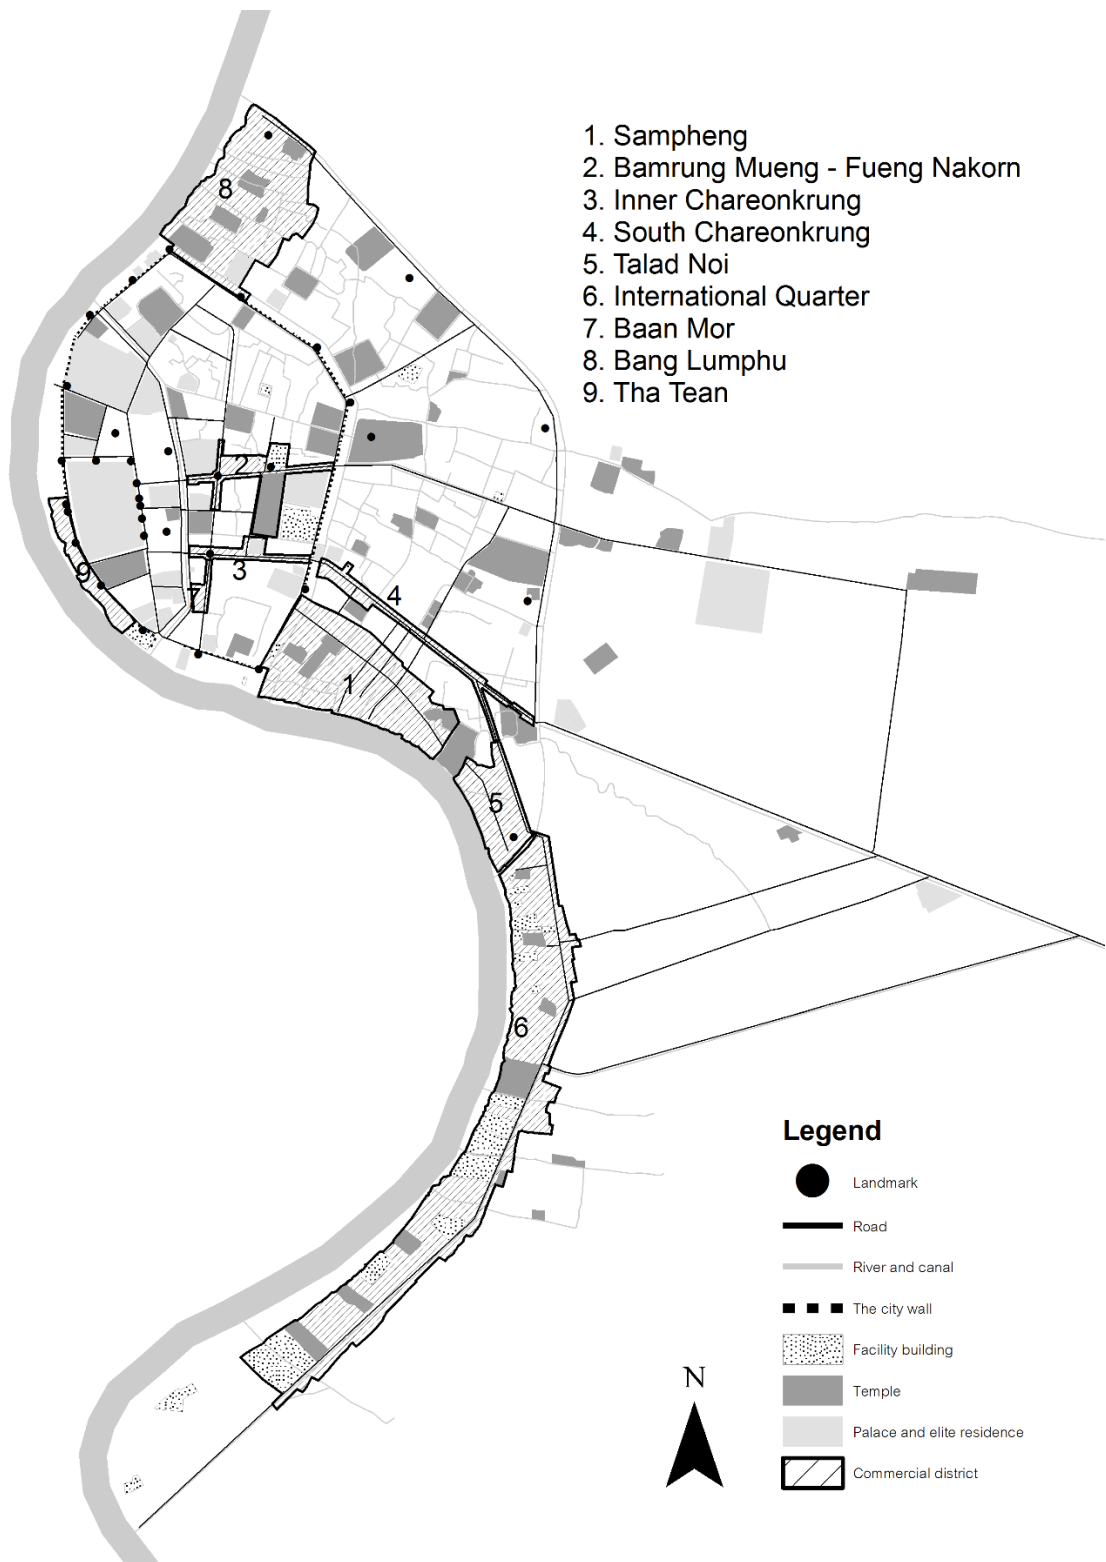 1. Sampheng
2. Bamrung Mueng - Fueng Nakorn
3. Inner Chareonkrung
4. South Chareonkrung
5. Talad Noi
6. International Quarter
7. Baan Mor
8. Bang Lumphu
9. Tha Tean
8
2
3
4
9
7
1
5
6
Legend
Landmark
Road
River and canal
The city wall
Facility building
Temple
Palace and elite residence
Commercial district
N